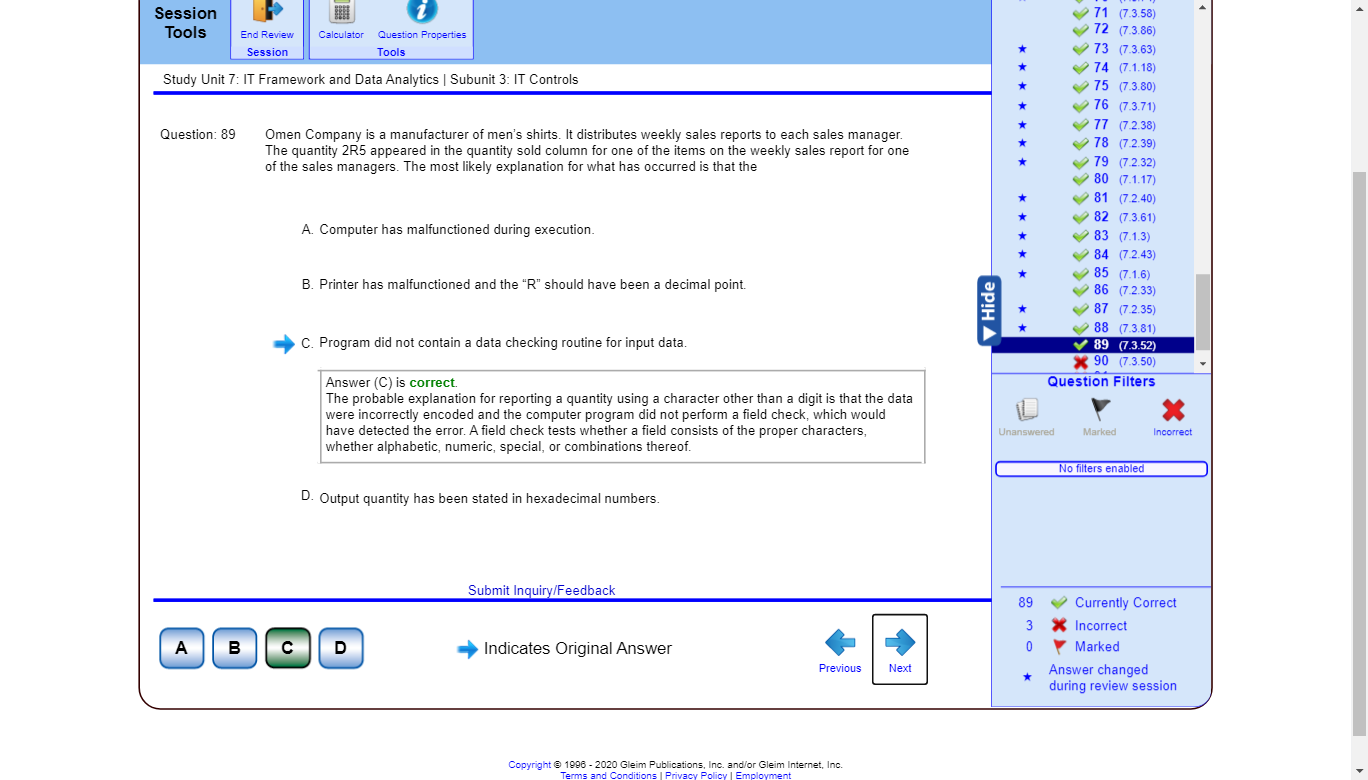 Session
Tools
End Review
Session
Calculator
Question Properties
Tools
Study Unit 7: IT Framework and Data Analytics | Subunit 3: IT Controls
Question: 89
Omen Company is a manufacturer of men's shirts. It distributes weekly sales reports to each sales manager.
The quantity 2R5 appeared in the quantity sold column for one of the items on the weekly sales report for one
of the sales managers. The most likely explanation for what has occurred is that the
A. Computer has malfunctioned during execution.
B. Printer has malfunctioned and the “R” should have been a decimal point.
C. Program did not contain a data checking routine for input data.
Answer (C) is correct.
The probable explanation for reporting a quantity using a character other than a digit is that the data
were incorrectly encoded and the computer program did not perform a field check, which would
have detected the error. A field check tests whether a field consists of the proper characters,
whether alphabetic, numeric, special, or combinations thereof.
D. Output quantity has been stated in hexadecimal numbers.
Submit Inquiry/Feedback
A B C D
Indicates Original Answer
Previous
Next
71 (7.3.58)
72 (7.3.86)
★ 73 (7.3.63)
★ 74 (7.1.18)
★ 75 (7.3.80)
★ 76 (7.3.71)
★ 77 (7.2.38)
★ 78 (7.2.39)
★ 79 (7.2.32)
80 (7.1.17)
★ 81 (7.2.40)
★ 82 (7.3.61)
★ 83 (7.1.3)
★ 84 (7.2.43)
★ 85 (7.1.6)
86 (7.2.33)
★ 87 (7.2.35)
★ 88 (7.3.81)
89 (7.3.52)
90 (7.3.50)
Hide
Question Filters
Unanswered
Marked
Incorrect
No filters enabled
89 Currently Correct
3 Incorrect
0 Marked
★ Answer changed
during review session
Copyright © 1996 - 2020 Gleim Publications, Inc. and/or Gleim Internet, Inc.
Terms and Conditions | Privacy Policy | Employment